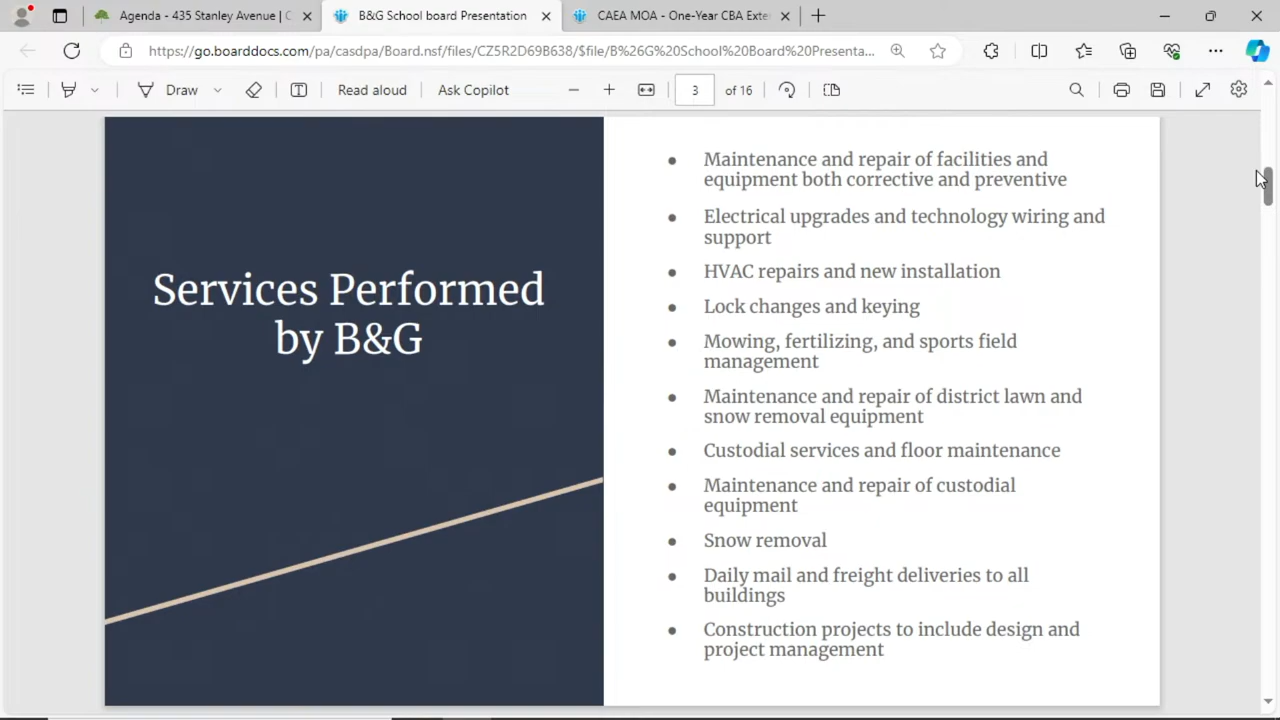 Agenda - 435 Stanley Avenue | C
B&G School board Presentation
CAEA MOA - One-Year CBA Exter
https://go.boarddocs.com/pa/casdpa/Board.nsf/files/CZ5R2D69B638/$file/B%26G%20School%20Board%20Presenta...
Draw
Read aloud
Ask Copilot
3
of 16
Services Performed
by B&G
● Maintenance and repair of facilities and
equipment both corrective and preventive
● Electrical upgrades and technology wiring and
support
● HVAC repairs and new installation
● Lock changes and keying
● Mowing, fertilizing, and sports field
management
● Maintenance and repair of district lawn and
snow removal equipment
● Custodial services and floor maintenance
● Maintenance and repair of custodial
equipment
● Snow removal
● Daily mail and freight deliveries to all
buildings
● Construction projects to include design and
project management